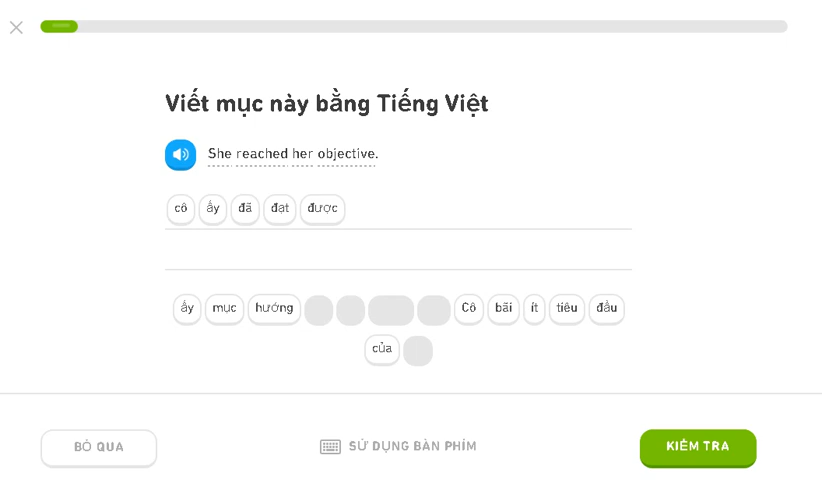 Viết mục này bằng Tiếng Việt
She reached her objective.
cô ấy đã đạt được
ấy mục hướng Cô bãi ít tiêu đầu
của
BỎ QUA SỬ DỤNG BÀN PHÍM KIỂM TRA